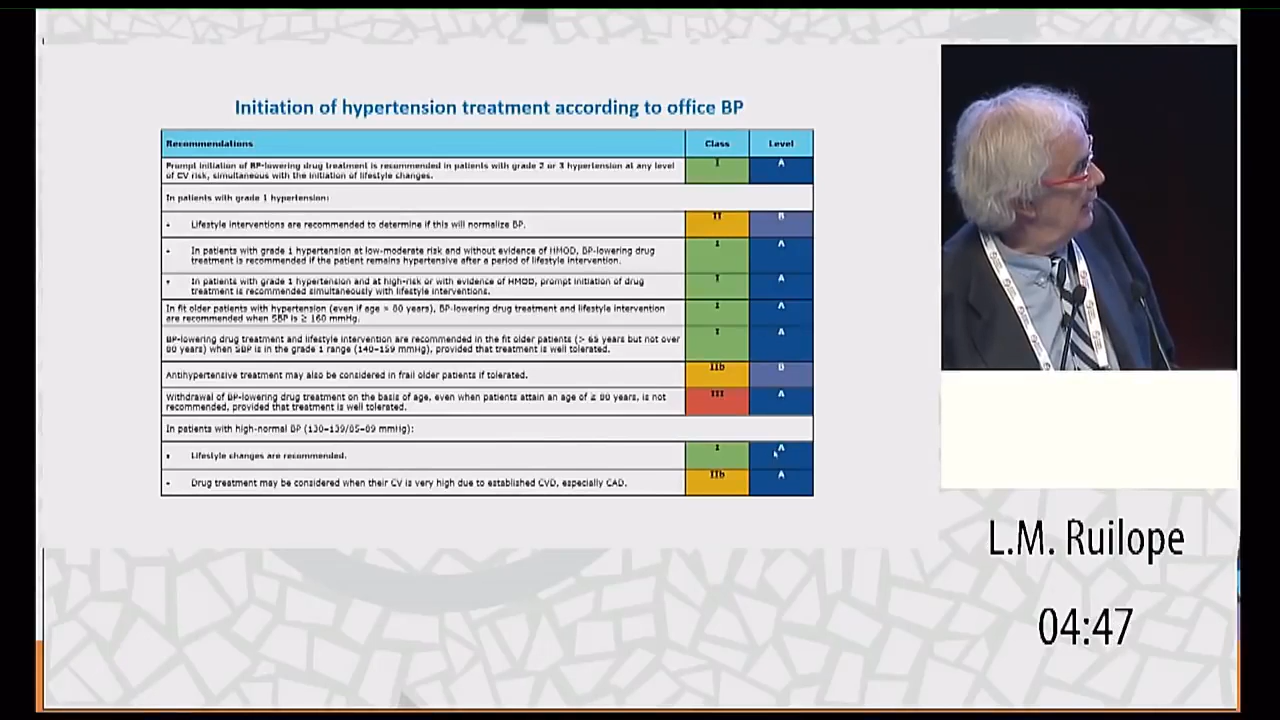 Initiation of hypertension treatment according to office BP
Recommendations Class Level
Prompt initiation of BP-lowering drug treatment is recommended in patients with grade 2 or 3 hypertension at any level I A
of CV risk, simultaneous with the initiation of lifestyle changes.
In patients with grade 1 hypertension:
• Lifestyle interventions are recommended to determine if this will normalize BP. II B
• In patients with grade 1 hypertension at low-moderate risk and without evidence of HMOD, BP-lowering drug I A
treatment is recommended if the patient remains hypertensive after a period of lifestyle intervention.
• In patients with grade 1 hypertension and at high-risk or with evidence of HMOD, prompt initiation of drug I A
treatment is recommended simultaneously with lifestyle interventions.
In fit older patients with hypertension (even if age > 80 years), BP-lowering drug treatment and lifestyle intervention I A
are recommended when SBP is ≥ 160 mmHg.
BP-lowering drug treatment and lifestyle intervention are recommended in the fit older patients (> 65 years but not over I A
80 years) when SBP is in the grade 1 range (140–159 mmHg), provided that treatment is well tolerated.
Antihypertensive treatment may also be considered in frail older patients if tolerated. IIb B
Withdrawal of BP-lowering drug treatment on the basis of age, even when patients attain an age of ≥ 80 years, is not III A
recommended, provided that treatment is well tolerated.
In patients with high-normal BP (130–139/85–89 mmHg):
• Lifestyle changes are recommended. I A
• Drug treatment may be considered when their CV is very high due to established CVD, especially CAD. IIb A
L.M. Ruilope
04:47